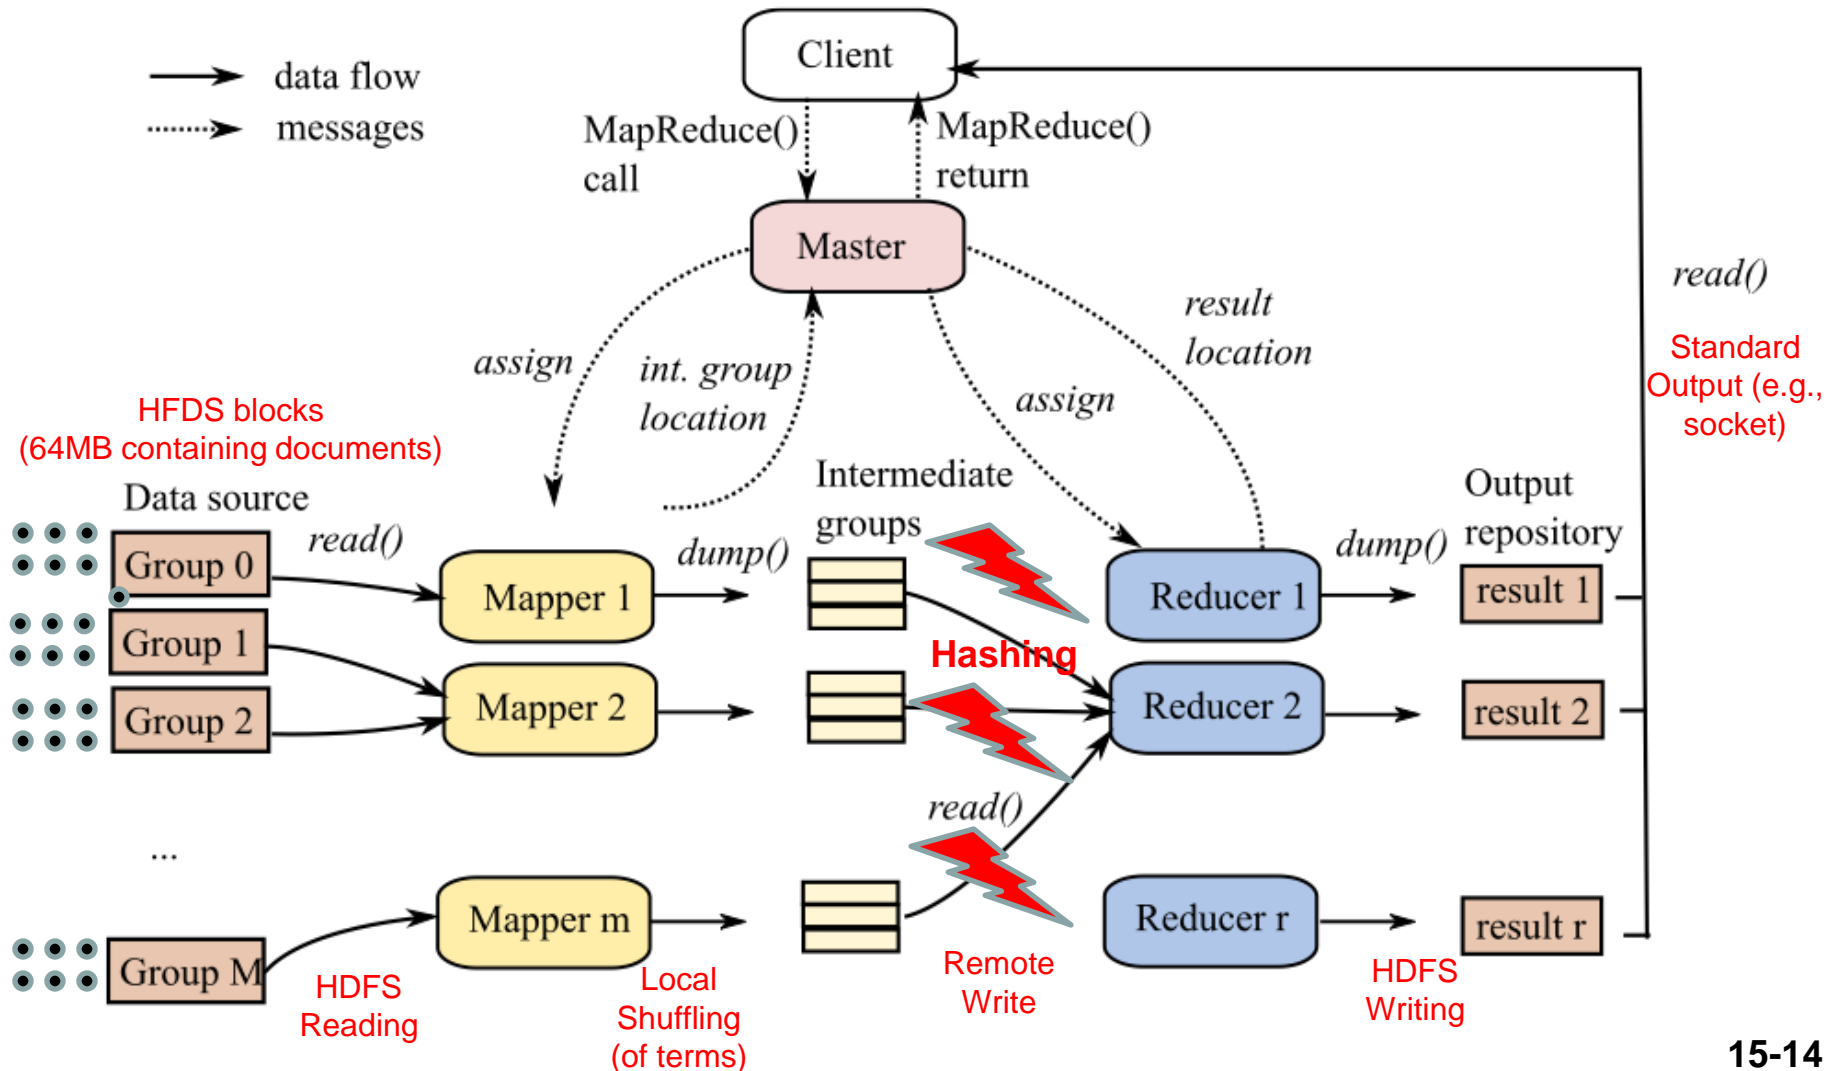 Client
data flow
messages
MapReduce()
call
MapReduce()
return
Master
read()
Standard
Output (e.g.,
socket)
assign
int. group
location
assign
result
location
HFDS blocks
(64MB containing documents)
Data source
read()
Group 0
Group 1
Group 2
...
Group M
HDFS
Reading
Mapper 1
Mapper 2
Mapper m
dump()
Local
Shuffling
(of terms)
Intermediate
groups
Hashing
read()
Remote
Write
Reducer 1
Reducer 2
Reducer r
dump()
HDFS
Writing
Output
repository
result 1
result 2
result r
15-14